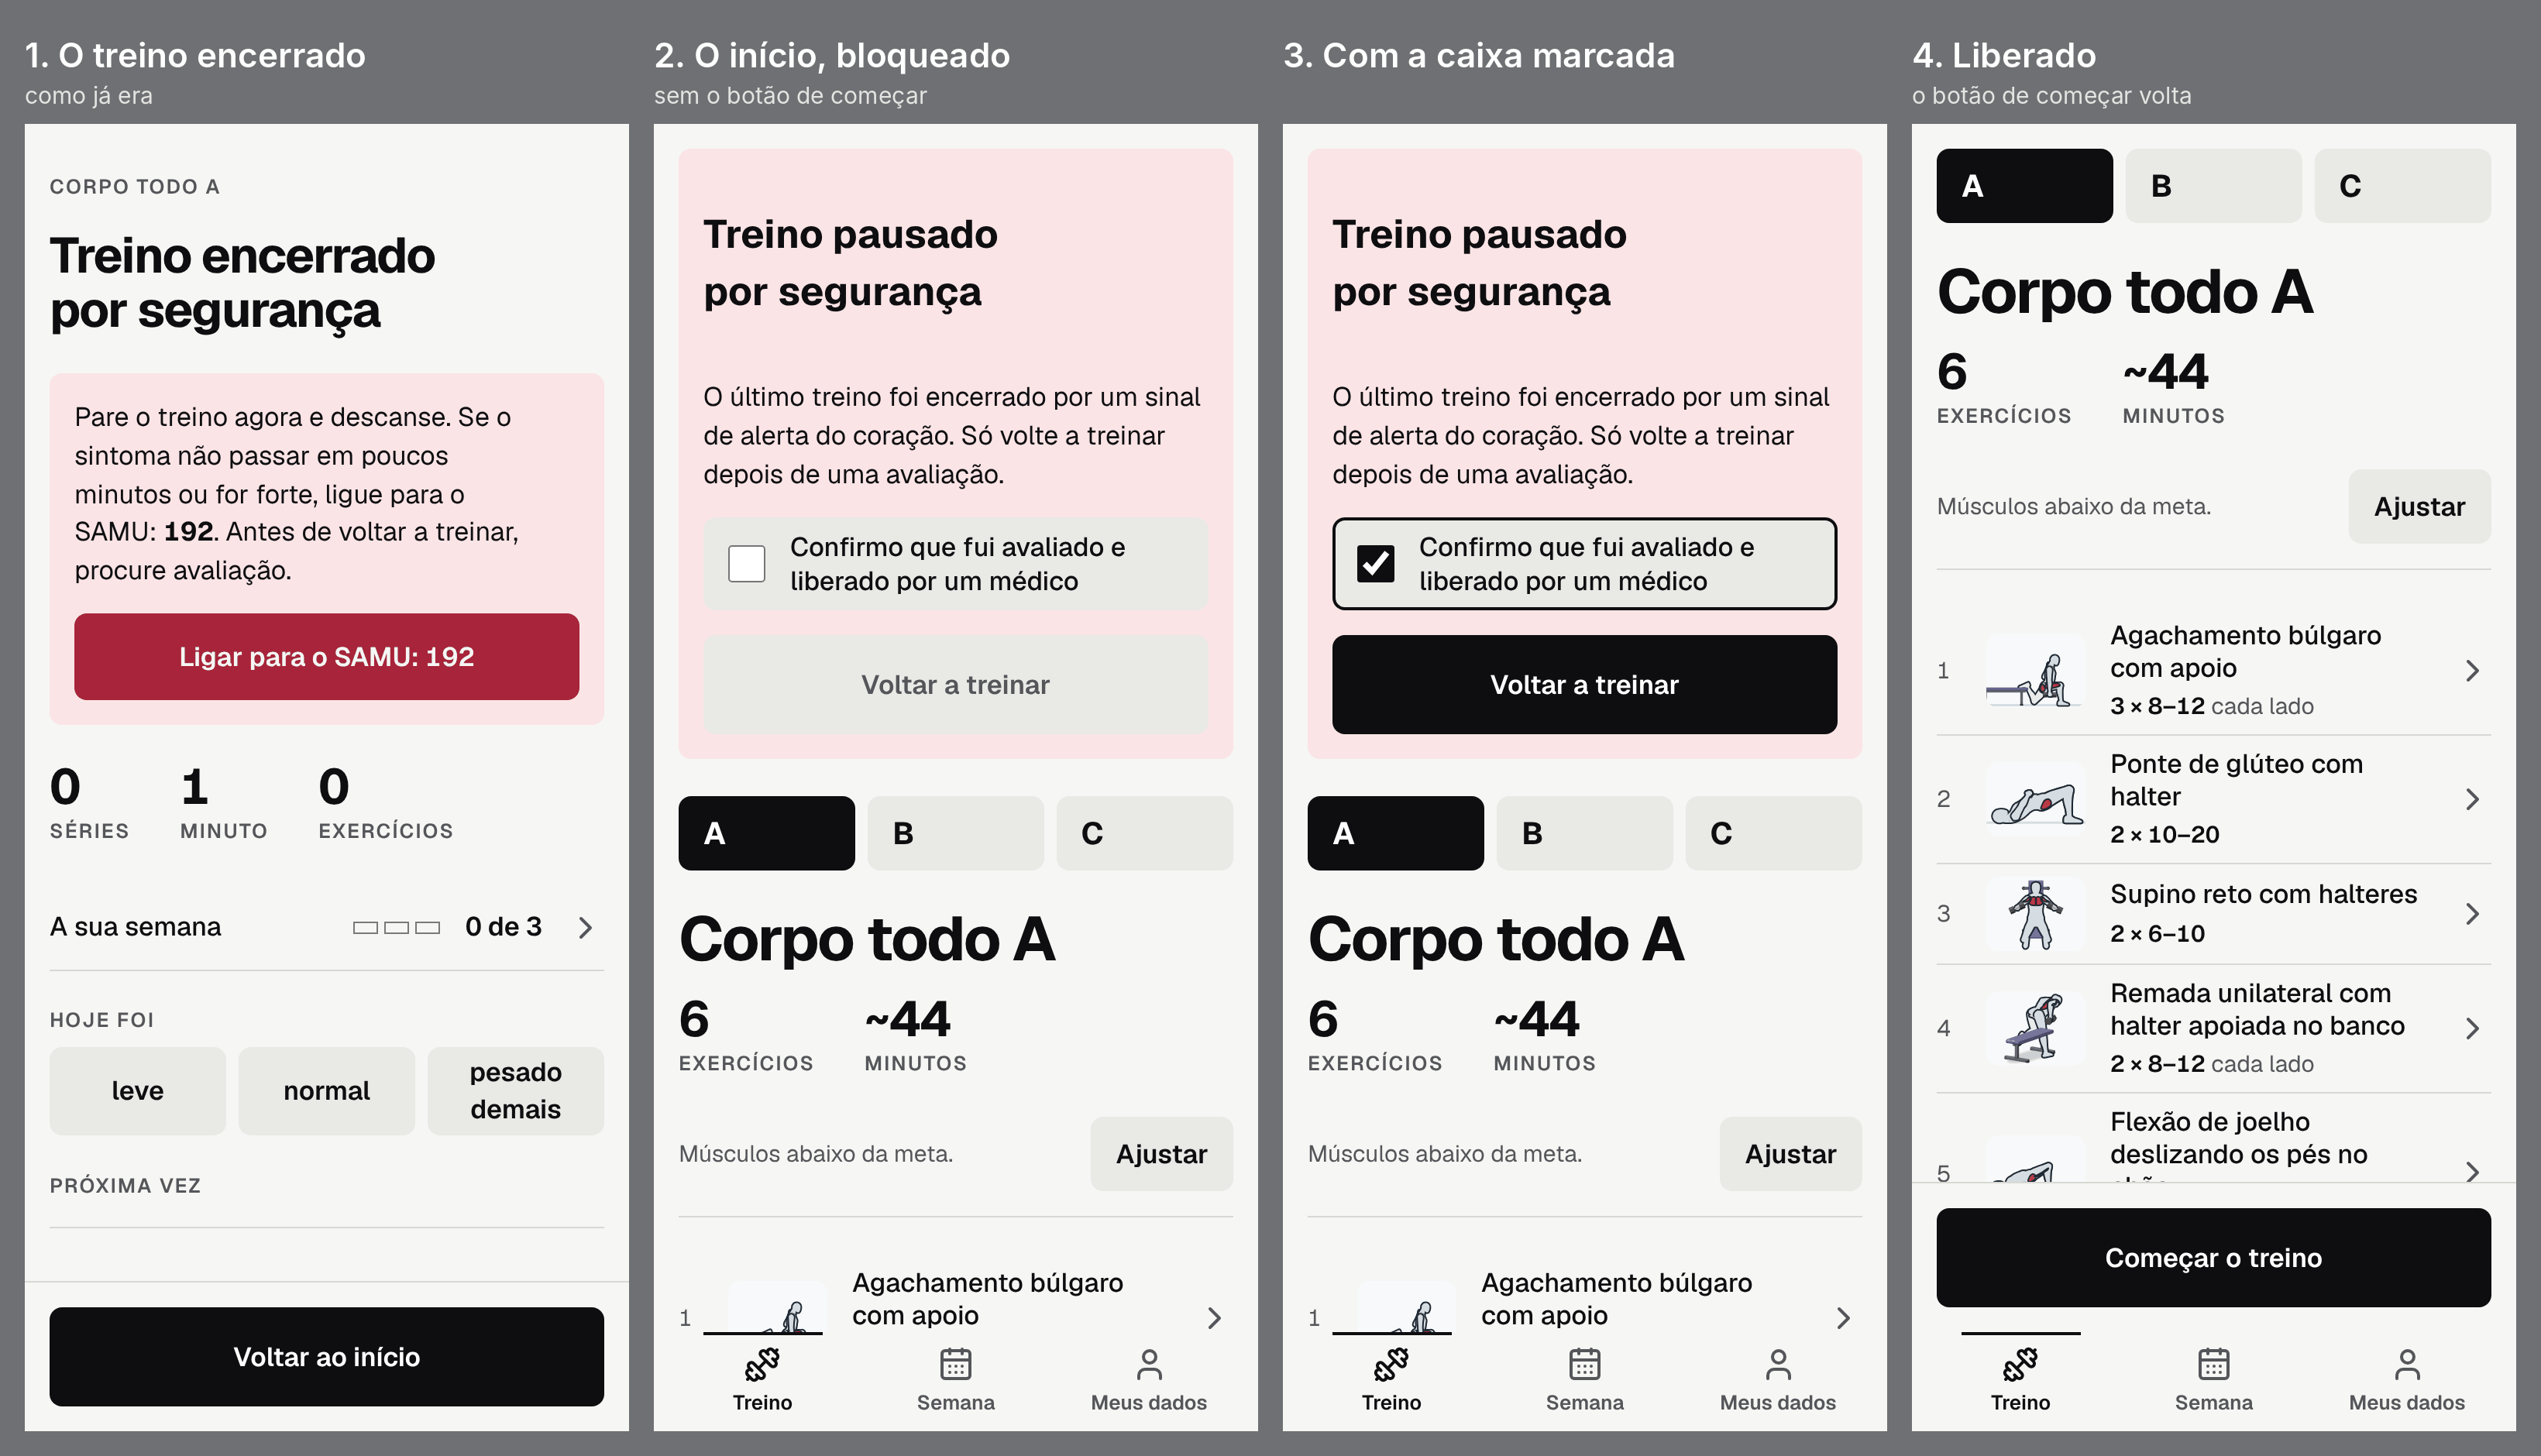 1. O treino encerrado
como já era
CORPO TODO A
Treino encerrado
por segurança
Pare o treino agora e descanse. Se o
sintoma não passar em poucos
minutos ou for forte, ligue para o
SAMU: 192. Antes de voltar a treinar,
procure avaliação.
Ligar para o SAMU: 192
0
SÉRIES
1
MINUTO
0
EXERCÍCIOS
A sua semana
0 de 3
HOJE FOI
leve
normal
pesado
demais
PRÓXIMA VEZ
Voltar ao início
2. O início, bloqueado
sem o botão de começar
Treino pausado
por segurança
O último treino foi encerrado por um sinal
de alerta do coração. Só volte a treinar
depois de uma avaliação.
Confirmo que fui avaliado e
liberado por um médico
Voltar a treinar
A
B
C
Corpo todo A
6
EXERCÍCIOS
~44
MINUTOS
Músculos abaixo da meta.
Ajustar
1
Agachamento búlgaro
com apoio
Treino
Semana
Meus dados
3. Com a caixa marcada
Treino pausado
por segurança
O último treino foi encerrado por um sinal
de alerta do coração. Só volte a treinar
depois de uma avaliação.
Confirmo que fui avaliado e
liberado por um médico
Voltar a treinar
A
B
C
Corpo todo A
6
EXERCÍCIOS
~44
MINUTOS
Músculos abaixo da meta.
Ajustar
1
Agachamento búlgaro
com apoio
Treino
Semana
Meus dados
4. Liberado
o botão de começar volta
A
B
C
Corpo todo A
6
EXERCÍCIOS
~44
MINUTOS
Músculos abaixo da meta.
Ajustar
1
Agachamento búlgaro
com apoio
3 × 8–12 cada lado
2
Ponte de glúteo com
halter
2 × 10–20
3
Supino reto com halteres
2 × 6–10
4
Remada unilateral com
halter apoiada no banco
2 × 8–12 cada lado
5
Flexão de joelho
deslizando os pés no
Começar o treino
Treino
Semana
Meus dados